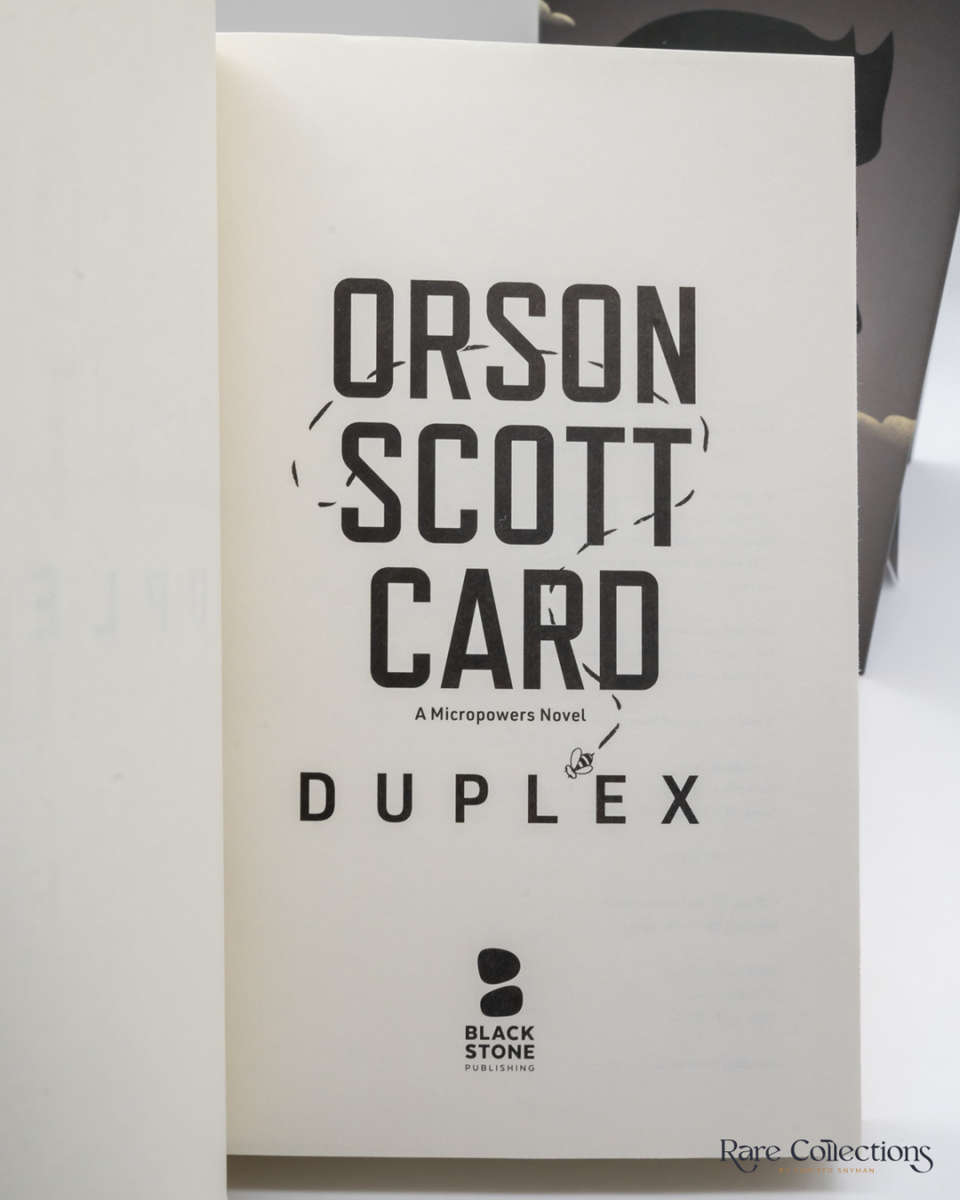 ORSON
SCOTT
CARD
A Micropowers Novel
DUPLEX
BLACK
STONE
PUBLISHING
Rare Collections